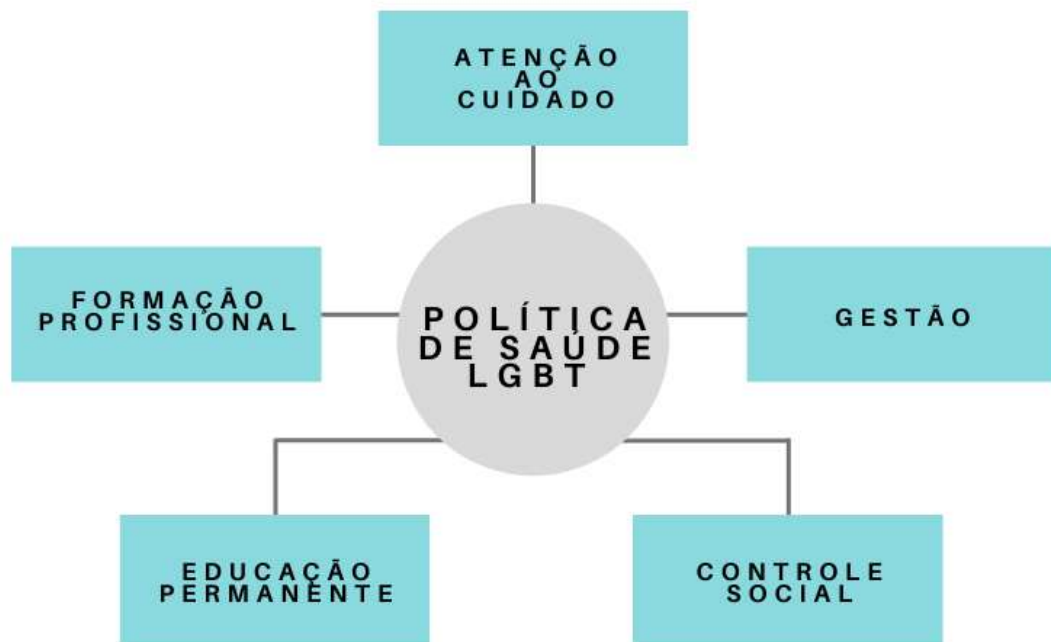 ATENÇÃO
AO
CUIDADO
FORMAÇÃO
PROFISSIONAL
POLÍTICA
DE SAÚDE
LGBT
GESTÃO
EDUCAÇÃO
PERMANENTE
CONTROLE
SOCIAL